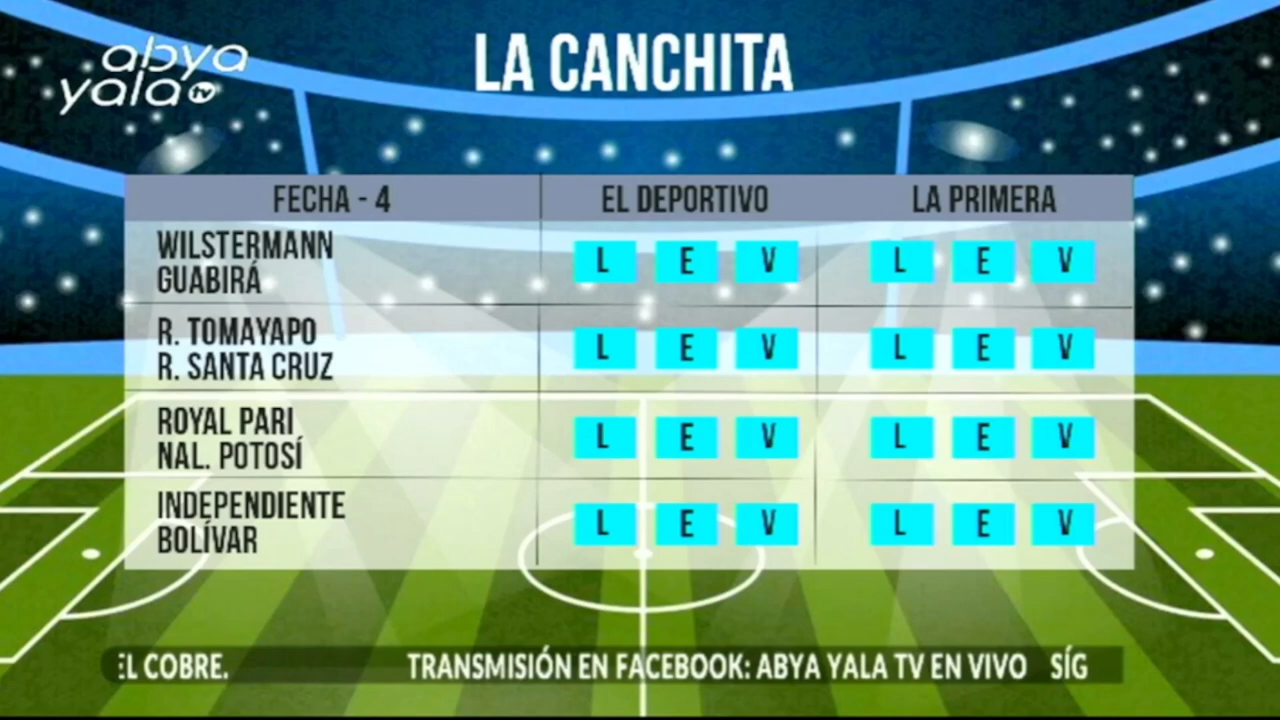 abya
yala tv
LA CANCHITA
FECHA - 4 EL DEPORTIVO LA PRIMERA
WILSTERMANN
GUABIRÁ
L E V L E V
R. TOMAYAPO
R. SANTA CRUZ
L E V L E V
ROYAL PARI
NAL. POTOSÍ
L E V L E V
INDEPENDIENTE
BOLÍVAR
L E V L E V
EL COBRE. TRANSMISIÓN EN FACEBOOK: ABYA YALA TV EN VIVO SÍG